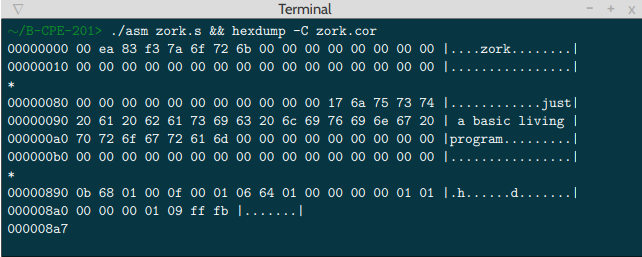 Terminal
~/B-CPE-201> ./asm zork.s && hexdump -C zork.cor
00000000 00 ea 83 f3 7a 6f 72 6b 00 00 00 00 00 00 00 00 |....zork........|
00000010 00 00 00 00 00 00 00 00 00 00 00 00 00 00 00 00 |................|
*
00000080 00 00 00 00 00 00 00 00 00 00 00 17 6a 75 73 74 |............just|
00000090 20 61 20 62 61 73 69 63 20 6c 69 76 69 6e 67 20 | a basic living |
000000a0 70 72 6f 67 72 61 6d 00 00 00 00 00 00 00 00 00 |program.........|
000000b0 00 00 00 00 00 00 00 00 00 00 00 00 00 00 00 00 |................|
*
00000890 0b 68 01 00 0f 00 01 06 64 01 00 00 00 00 01 01 |.h......d.......|
000008a0 00 00 00 01 09 ff fb |.......|
000008a7